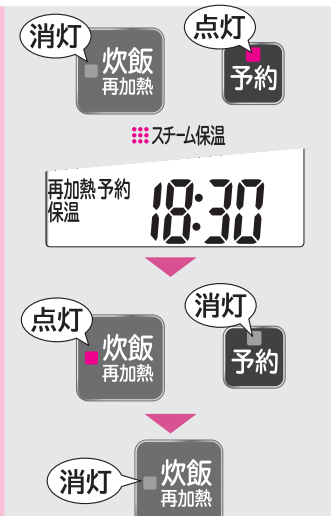 消灯
炊飯
再加熱
点灯
予約
スチーム保温
再加熱 予約
保温
18:30
点灯
炊飯
再加熱
消灯
予約
消灯
炊飯
再加熱